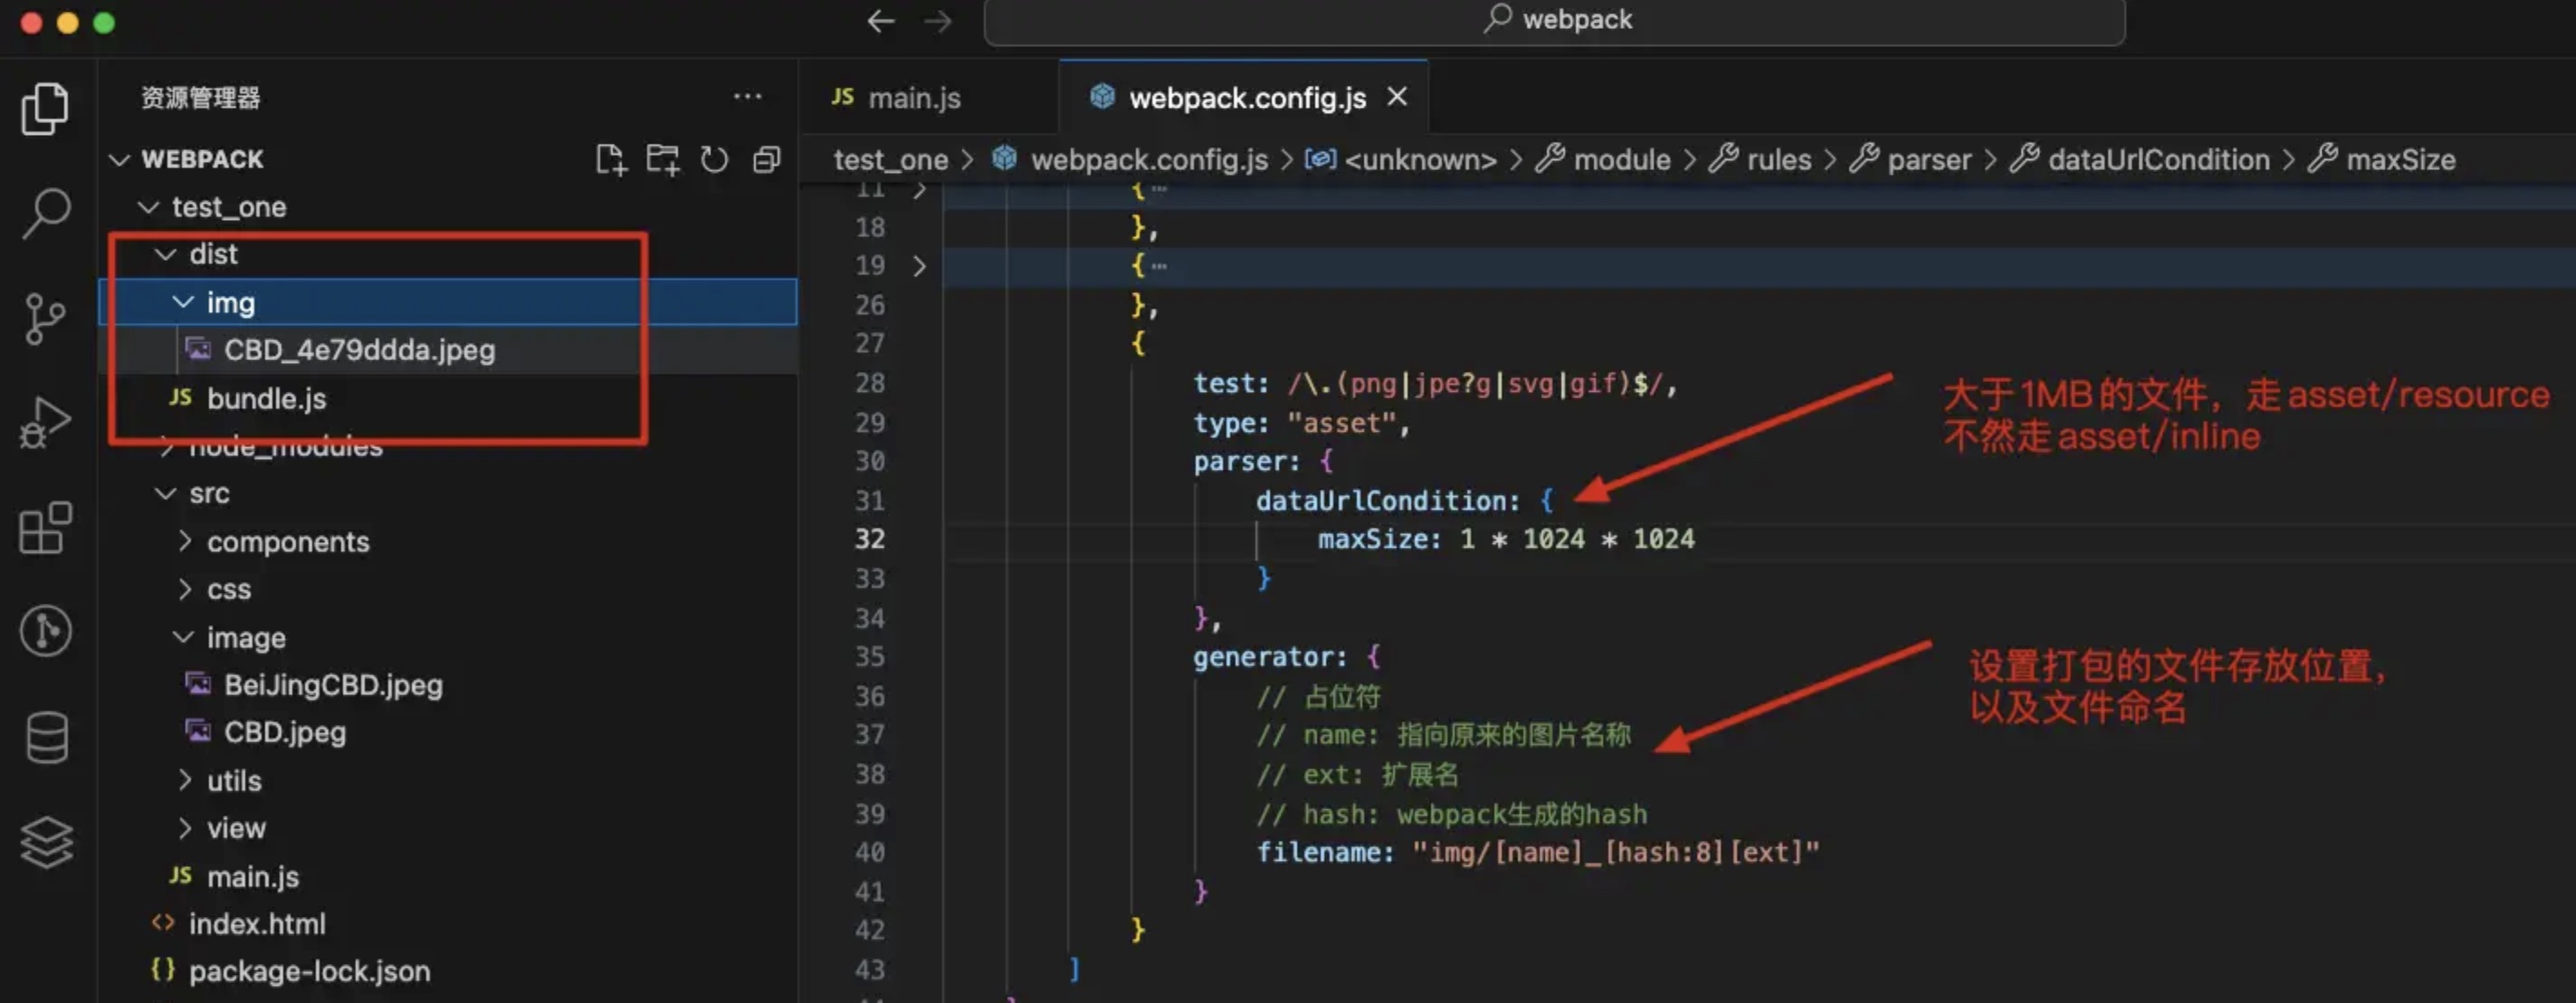 webpack
资源管理器
WEBPACK
test_one
dist
img
CBD_4e79ddda.jpeg
JS bundle.js
node_modules
src
components
css
image
BeiJingCBD.jpeg
CBD.jpeg
utils
view
JS main.js
<> index.html
{} package-lock.json
JS main.js
webpack.config.js
test_one > webpack.config.js > <unknown> > module > rules > parser > dataUrlCondition > maxSize
11 {…
18 },
19 {…
26 },
27 {
28 test: /\.(png|jpe?g|svg|gif)$/,
29 type: "asset",
30 parser: {
31 dataUrlCondition: {
32 maxSize: 1 * 1024 * 1024
33 }
34 },
35 generator: {
36 // 占位符
37 // name: 指向原来的图片名称
38 // ext: 扩展名
39 // hash: webpack生成的hash
40 filename: "img/[name]_[hash:8][ext]"
41 }
42 }
43 ]
大于1MB的文件，走asset/resource
不然走asset/inline
设置打包的文件存放位置，
以及文件命名